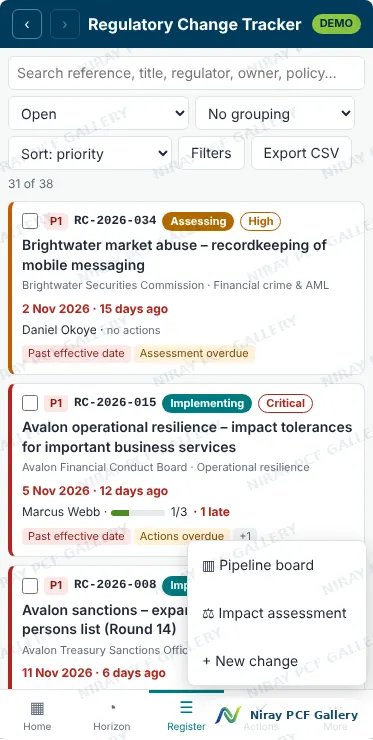 Regulatory Change Tracker DEMO
Search reference, title, regulator, owner, policy...
Open No grouping
Sort: priority Filters Export CSV
31 of 38
P1 RC-2026-034 Assessing High
Brightwater market abuse – recordkeeping of
mobile messaging
Brightwater Securities Commission · Financial crime & AML
2 Nov 2026 · 15 days ago
Daniel Okoye · no actions
Past effective date Assessment overdue
P1 RC-2026-015 Implementing Critical
Avalon operational resilience – impact tolerances
for important business services
Avalon Financial Conduct Board · Operational resilience
5 Nov 2026 · 12 days ago
Marcus Webb · 1/3 · 1 late
Past effective date Actions overdue +1
P1 RC-2026-008
Avalon sanctions –
persons list (Round 14)
Avalon Treasury Sanctions
11 Nov 2026 · 6 days ago
Pipeline board
Impact assessment
+ New change
Home Horizon Register Actions More
Niray PCF Gallery
NIRAY PCF GALLERY